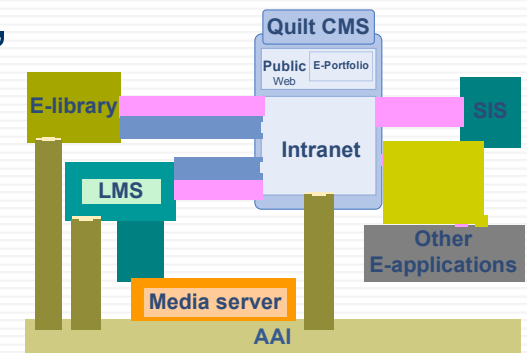 Quilt CMS
Public
Web
E-Portfolio
E-library
SIS
Intranet
LMS
Other
E-applications
Media server
AAI